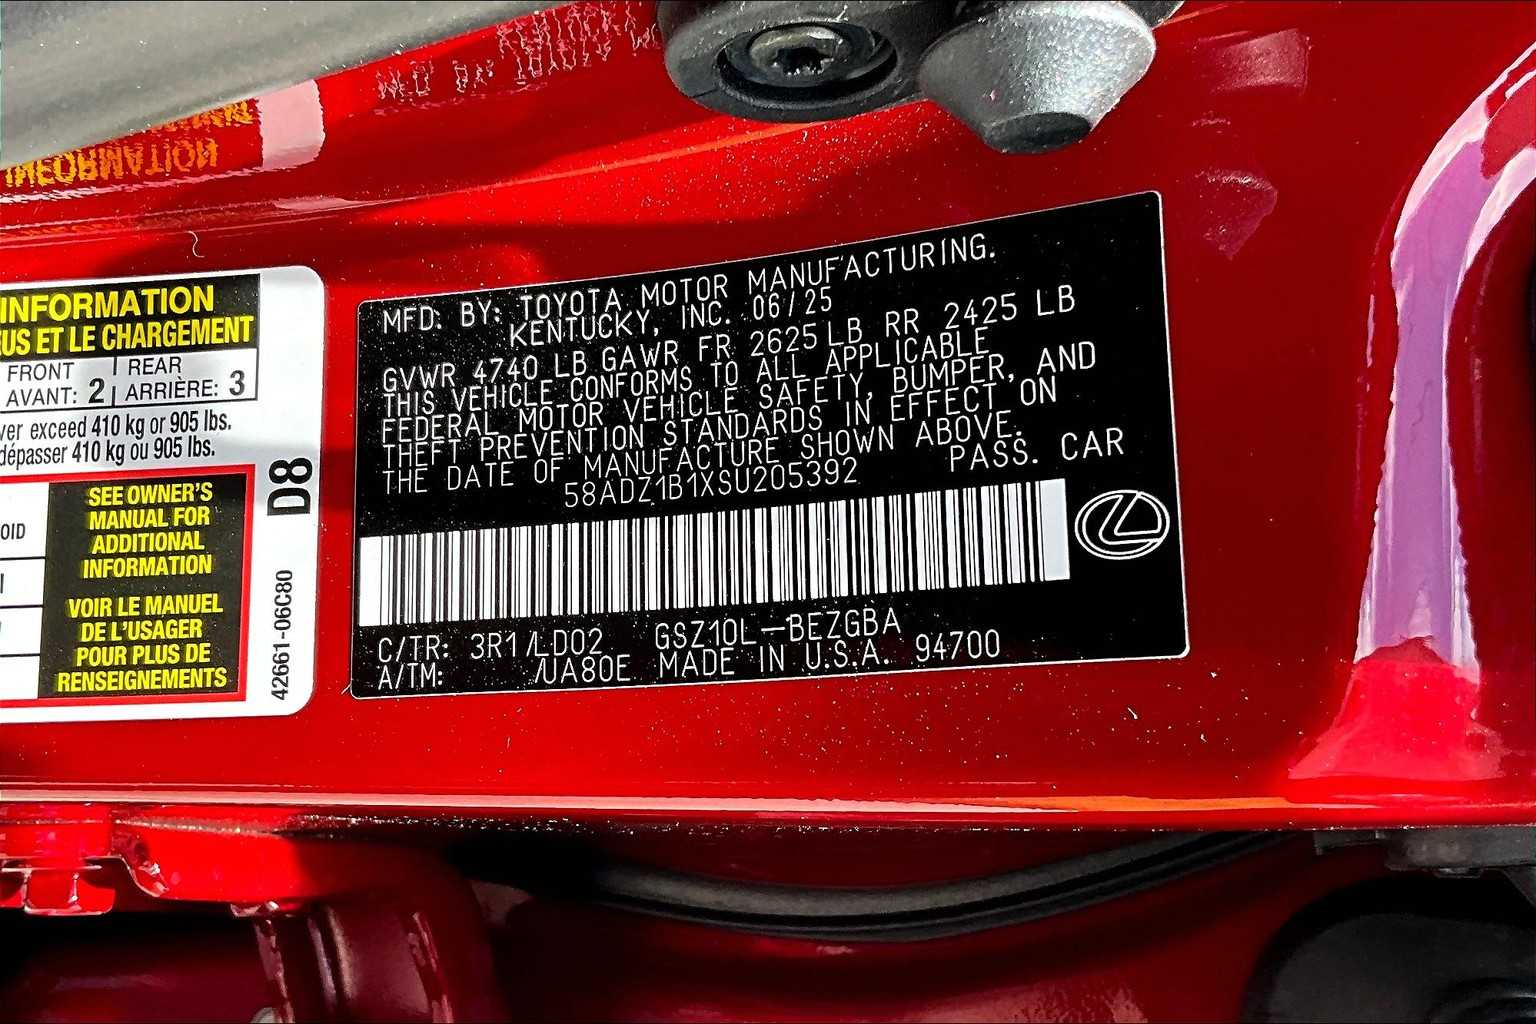 INFORMATION
INFORMATION
EUS ET LE CHARGEMENT
FRONT
AVANT: 2
REAR
ARRIÈRE: 3
ver exceed 410 kg or 905 lbs.
dépasser 410 kg ou 905 lbs.
OID
SEE OWNER'S
MANUAL FOR
ADDITIONAL
INFORMATION
VOIR LE MANUEL
DE L'USAGER
POUR PLUS DE
RENSEIGNEMENTS
D8
42661-06C80
MFD. BY: TOYOTA MOTOR MANUFACTURING.
KENTUCKY, INC. 06/25
GVWR 4740 LB GAWR FR 2625 LB RR 2425 LB
THIS VEHICLE CONFORMS TO ALL APPLICABLE
FEDERAL MOTOR VEHICLE SAFETY, BUMPER, AND
THEFT PREVENTION STANDARDS IN EFFECT ON
THE DATE OF MANUFACTURE SHOWN ABOVE.
58ADZ1B1XSU205392 PASS. CAR
C/TR: 3R1/LD02 GSZ10L-BEZGBA
A/TM: /UA80E MADE IN U.S.A. 94700